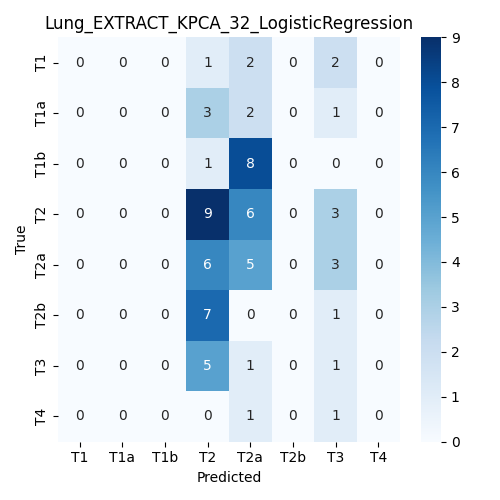 Lung_EXTRACT_KPCA_32_LogisticRegression
T1 0 0 0 1 2 0 2 0
T1a 0 0 0 3 2 0 1 0
T1b 0 0 0 1 8 0 0 0
T2 0 0 0 9 6 0 3 0
T2a 0 0 0 6 5 0 3 0
T2b 0 0 0 7 0 0 1 0
T3 0 0 0 5 1 0 1 0
T4 0 0 0 0 1 0 1 0
T1 T1a T1b T2 T2a T2b T3 T4
Predicted
True
9
8
7
6
5
4
3
2
1
0